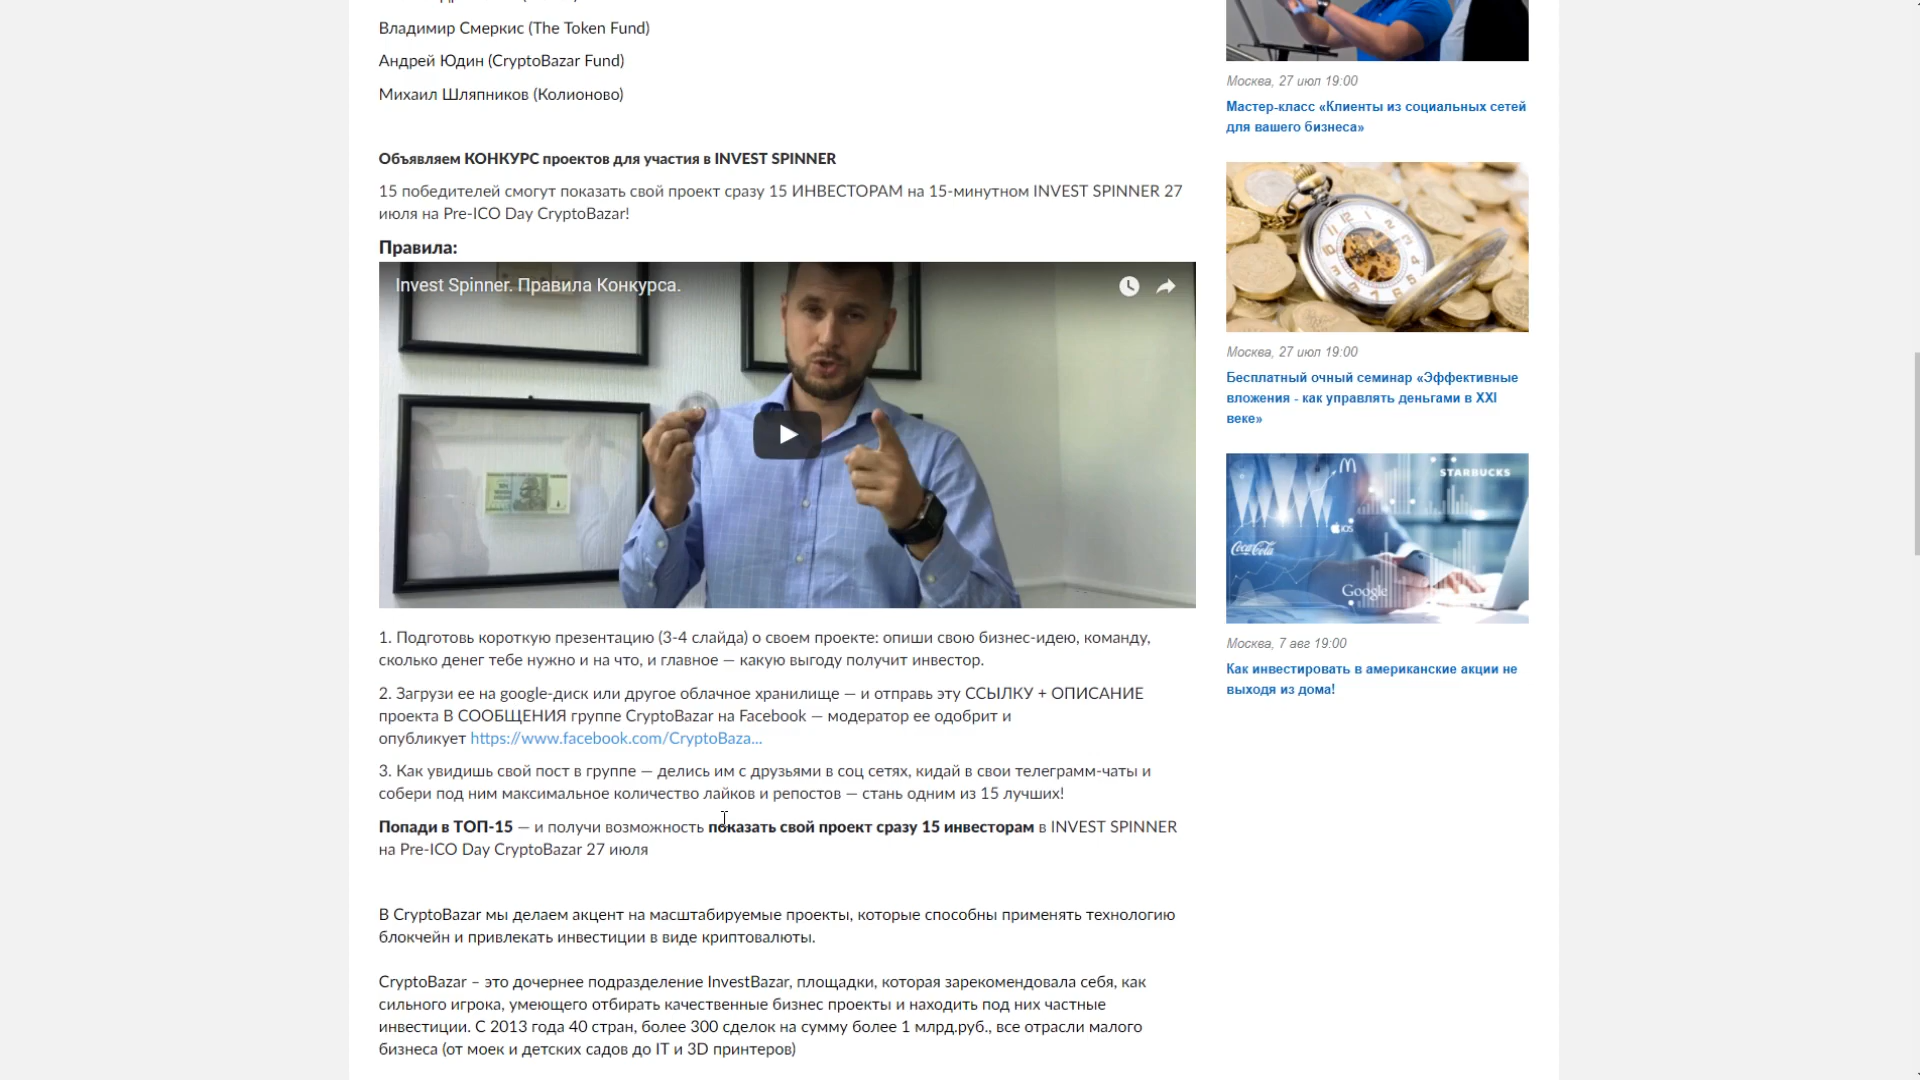 Владимир Смеркис (The Token Fund)
Андрей Юдин (CryptoBazar Fund)
Михаил Шляпников (Колионово)
Объявляем КОНКУРС проектов для участия в INVEST SPINNER
15 победителей смогут показать свой проект сразу 15 ИНВЕСТОРАМ на 15-минутном INVEST SPINNER 27
июля на Pre-ICO Day CryptoBazar!
Правила:
Invest Spinner. Правила Конкурса.
1. Подготовь короткую презентацию (3-4 слайда) о своем проекте: опиши свою бизнес-идею, команду,
сколько денег тебе нужно и на что, и главное — какую выгоду получит инвестор.
2. Загрузи ее на google-диск или другое облачное хранилище — и отправь эту ССЫЛКУ + ОПИСАНИЕ
проекта В СООБЩЕНИЯ группе CryptoBazar на Facebook — модератор ее одобрит и
опубликует https://www.facebook.com/CryptoBaza...
3. Как увидишь свой пост в группе — делись им с друзьями в соц сетях, кидай в свои телеграмм-чаты и
собери под ним максимальное количество лайков и репостов — стань одним из 15 лучших!
Попади в ТОП-15 — и получи возможность показать свой проект сразу 15 инвесторам в INVEST SPINNER
на Pre-ICO Day CryptoBazar 27 июля
В CryptoBazar мы делаем акцент на масштабируемые проекты, которые способны применять технологию
блокчейн и привлекать инвестиции в виде криптовалюты.
CryptoBazar – это дочернее подразделение InvestBazar, площадки, которая зарекомендовала себя, как
сильного игрока, умеющего отбирать качественные бизнес проекты и находить под них частные
инвестиции. С 2013 года 40 стран, более 300 сделок на сумму более 1 млрд.руб., все отрасли малого
бизнеса (от моек и детских садов до IT и 3D принтеров)
Москва, 27 июл 19:00
Мастер-класс «Клиенты из социальных сетей
для вашего бизнеса»
Москва, 27 июл 19:00
Бесплатный очный семинар «Эффективные
вложения - как управлять деньгами в XXI
веке»
STARBUCKS
iOS
Coca-Cola
Google
Москва, 7 авг 19:00
Как инвестировать в американские акции не
выходя из дома!